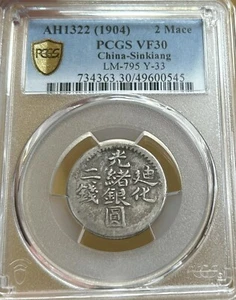 AH1322 (1904) 2 Mace
PCGS VF30
China-Sinkiang
LM-795 Y-33
734363.30/49600545
PCGS
迪化
光緒銀圓
二錢